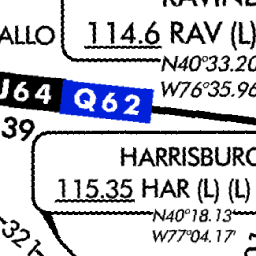 ALLO
114.6 RAV (L)
N40°33.20
W76°35.96
J64 Q62
39
HARRISBURG
115.35 HAR (L) (L)
N40°18.13'
W77°04.17'
321